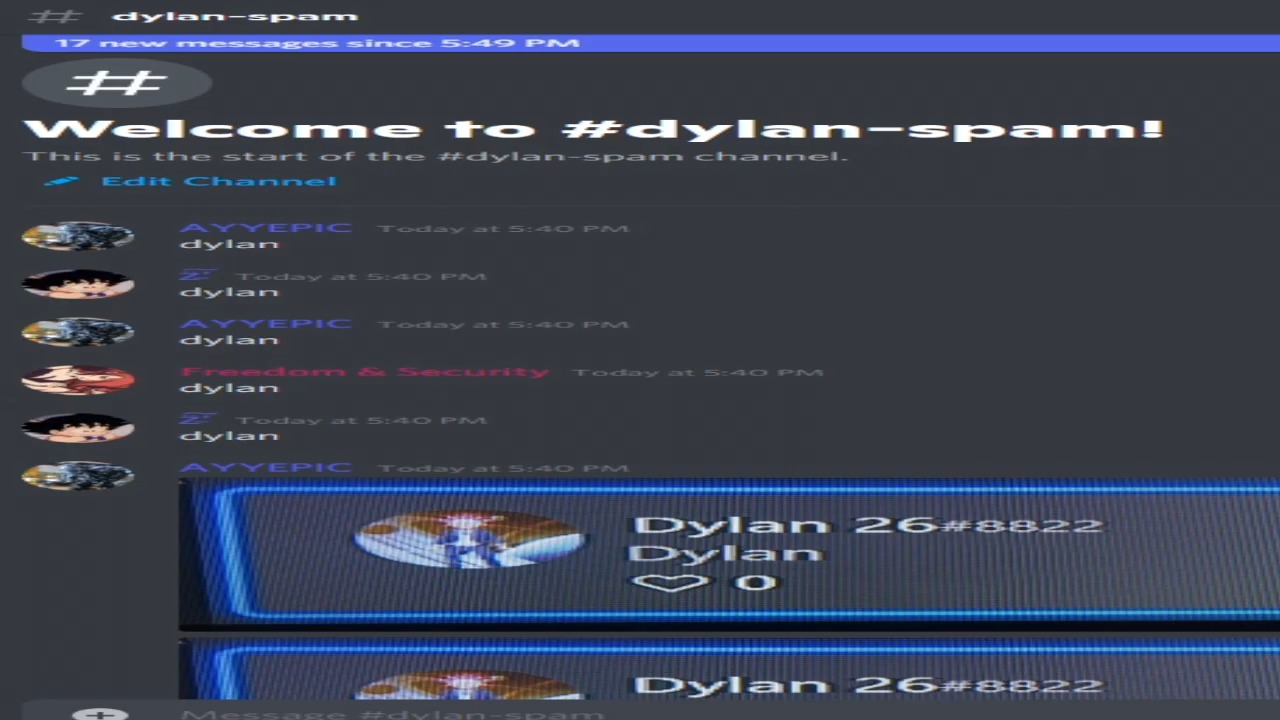 dylan-spam
17 new messages since 5:49 PM
Welcome to #dylan-spam!
This is the start of the #dylan-spam channel.
Edit Channel
AYYEPIC Today at 5:40 PM
dylan
Today at 5:40 PM
dylan
AYYEPIC Today at 5:40 PM
dylan
Freedom & Security Today at 5:40 PM
dylan
Today at 5:40 PM
dylan
AYYEPIC Today at 5:40 PM
Dylan 26#8822
Dylan
0
Dylan 26#8822
Message #dylan-spam